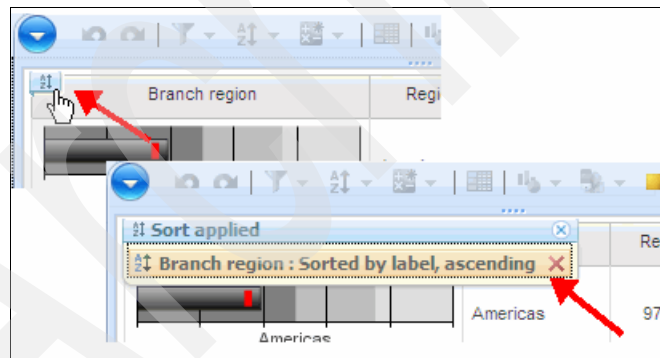 Branch region
Regi
Sort applied
Re
Branch region : Sorted by label, ascending
Americas
97
Americas